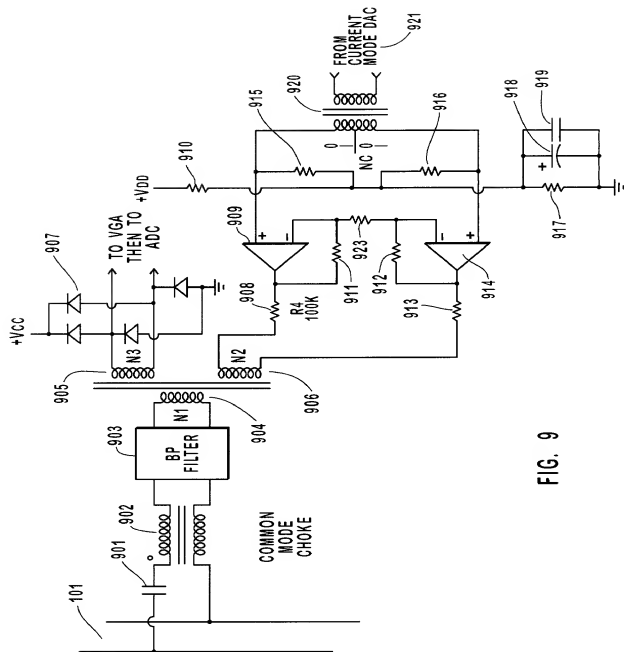 101
901
902
COMMON
MODE
CHOKE
903
BP
FILTER
N1
904
905
N3
N2
906
+VCC
907
TO VGA
THEN TO
ADC
908
R4
100K
909
911
912
923
913
914
+VDD
910
915
916
NC
0
0
920
FROM
CURRENT
MODE DAC
921
917
918
919
+
−
−
+
+
FIG. 9